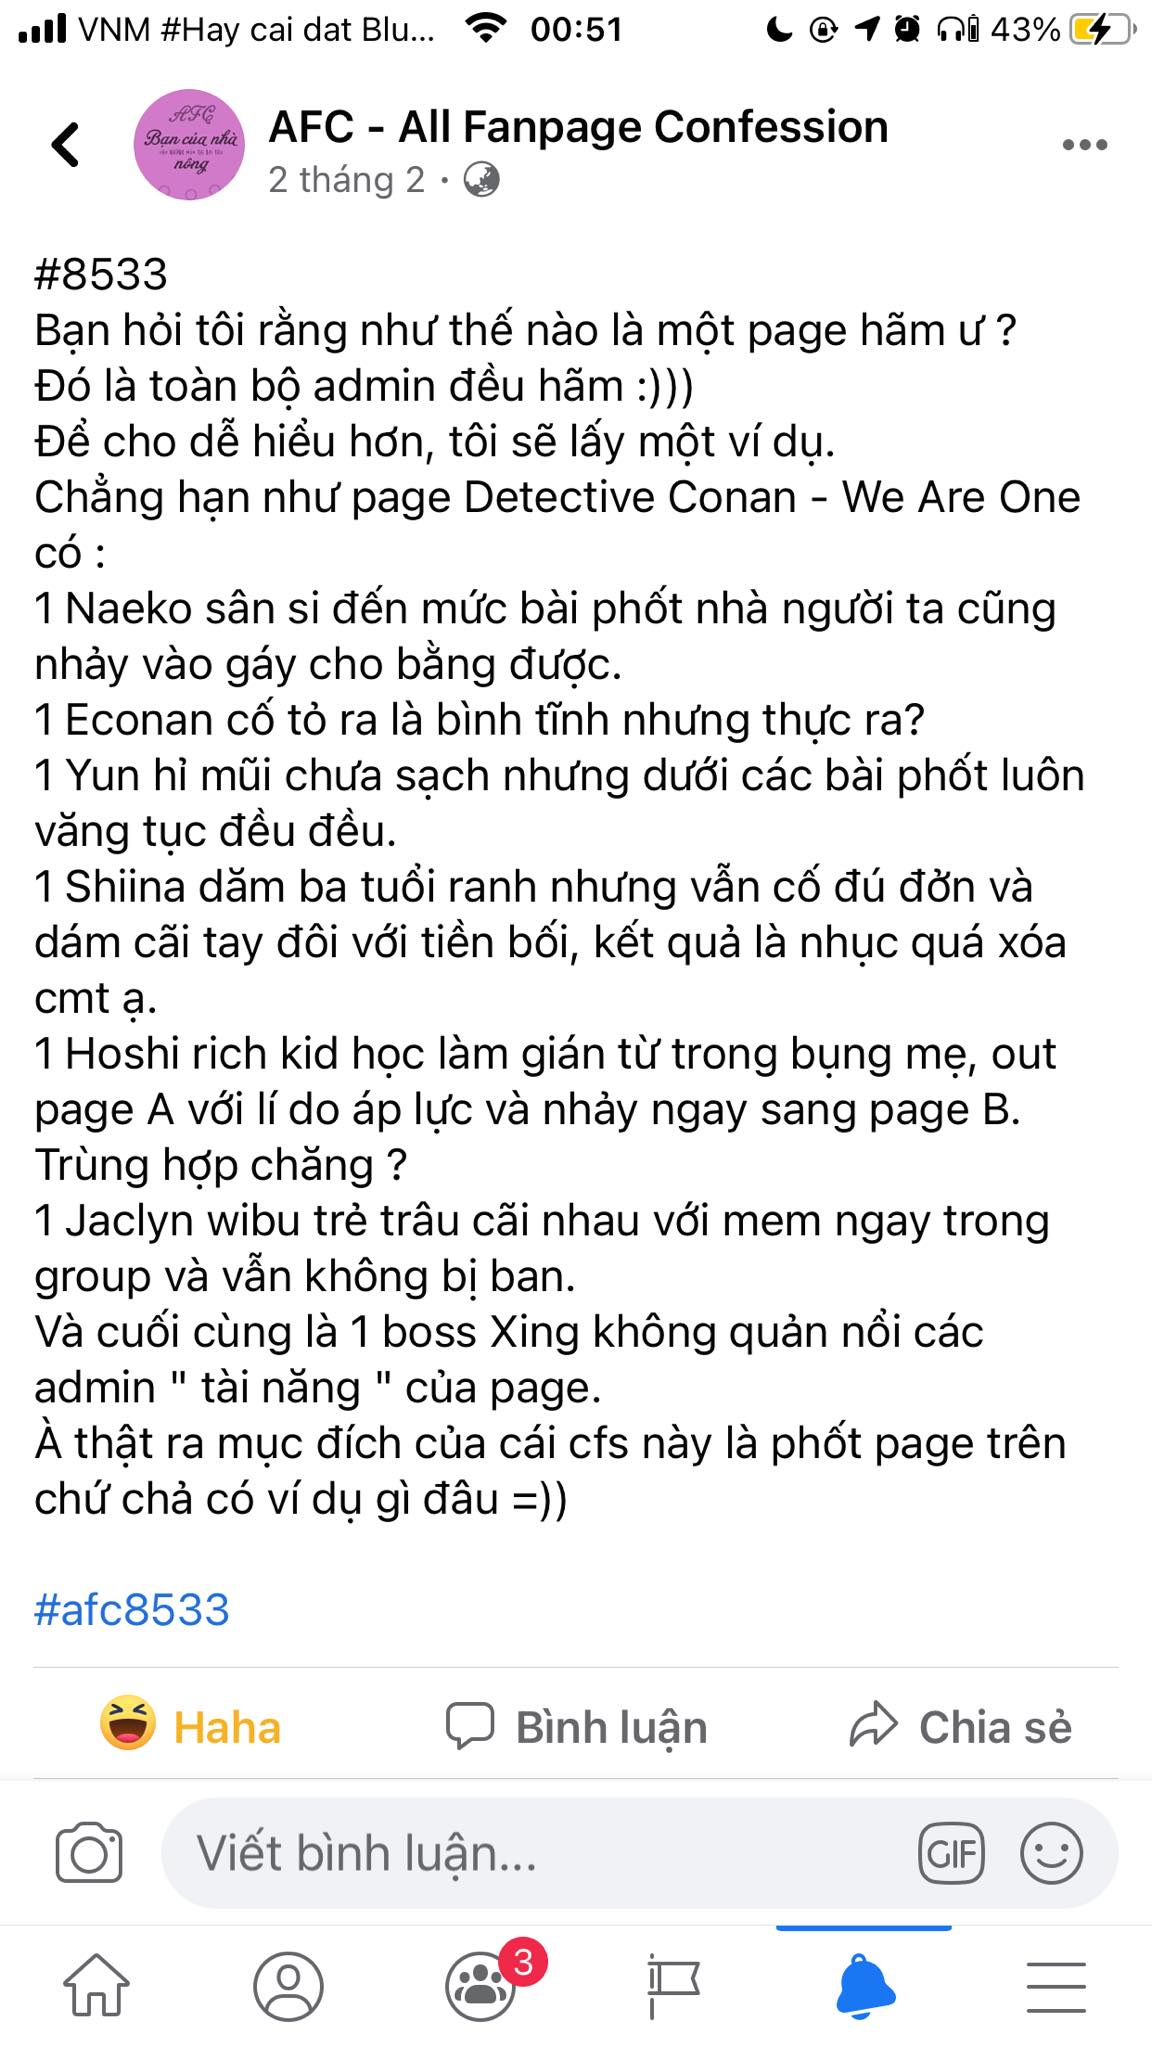 VNM #Hay cai dat Blu... 00:51 43%
AFC
Bạn của nhà
nông
AFC - All Fanpage Confession
2 tháng 2 ·
#8533
Bạn hỏi tôi rằng như thế nào là một page hãm ư ?
Đó là toàn bộ admin đều hãm :)))
Để cho dễ hiểu hơn, tôi sẽ lấy một ví dụ.
Chẳng hạn như page Detective Conan - We Are One
có :
1 Naeko sân si đến mức bài phốt nhà người ta cũng
nhảy vào gáy cho bằng được.
1 Econan cố tỏ ra là bình tĩnh nhưng thực ra?
1 Yun hỉ mũi chưa sạch nhưng dưới các bài phốt luôn
văng tục đều đều.
1 Shiina dăm ba tuổi ranh nhưng vẫn cố đú đởn và
dám cãi tay đôi với tiền bối, kết quả là nhục quá xóa
cmt ạ.
1 Hoshi rich kid học làm gián từ trong bụng mẹ, out
page A với lí do áp lực và nhảy ngay sang page B.
Trùng hợp chăng ?
1 Jaclyn wibu trẻ trâu cãi nhau với mem ngay trong
group và vẫn không bị ban.
Và cuối cùng là 1 boss Xing không quản nổi các
admin " tài năng " của page.
À thật ra mục đích của cái cfs này là phốt page trên
chứ chả có ví dụ gì đâu =))
#afc8533
Haha Bình luận Chia sẻ
Viết bình luận... GIF
3